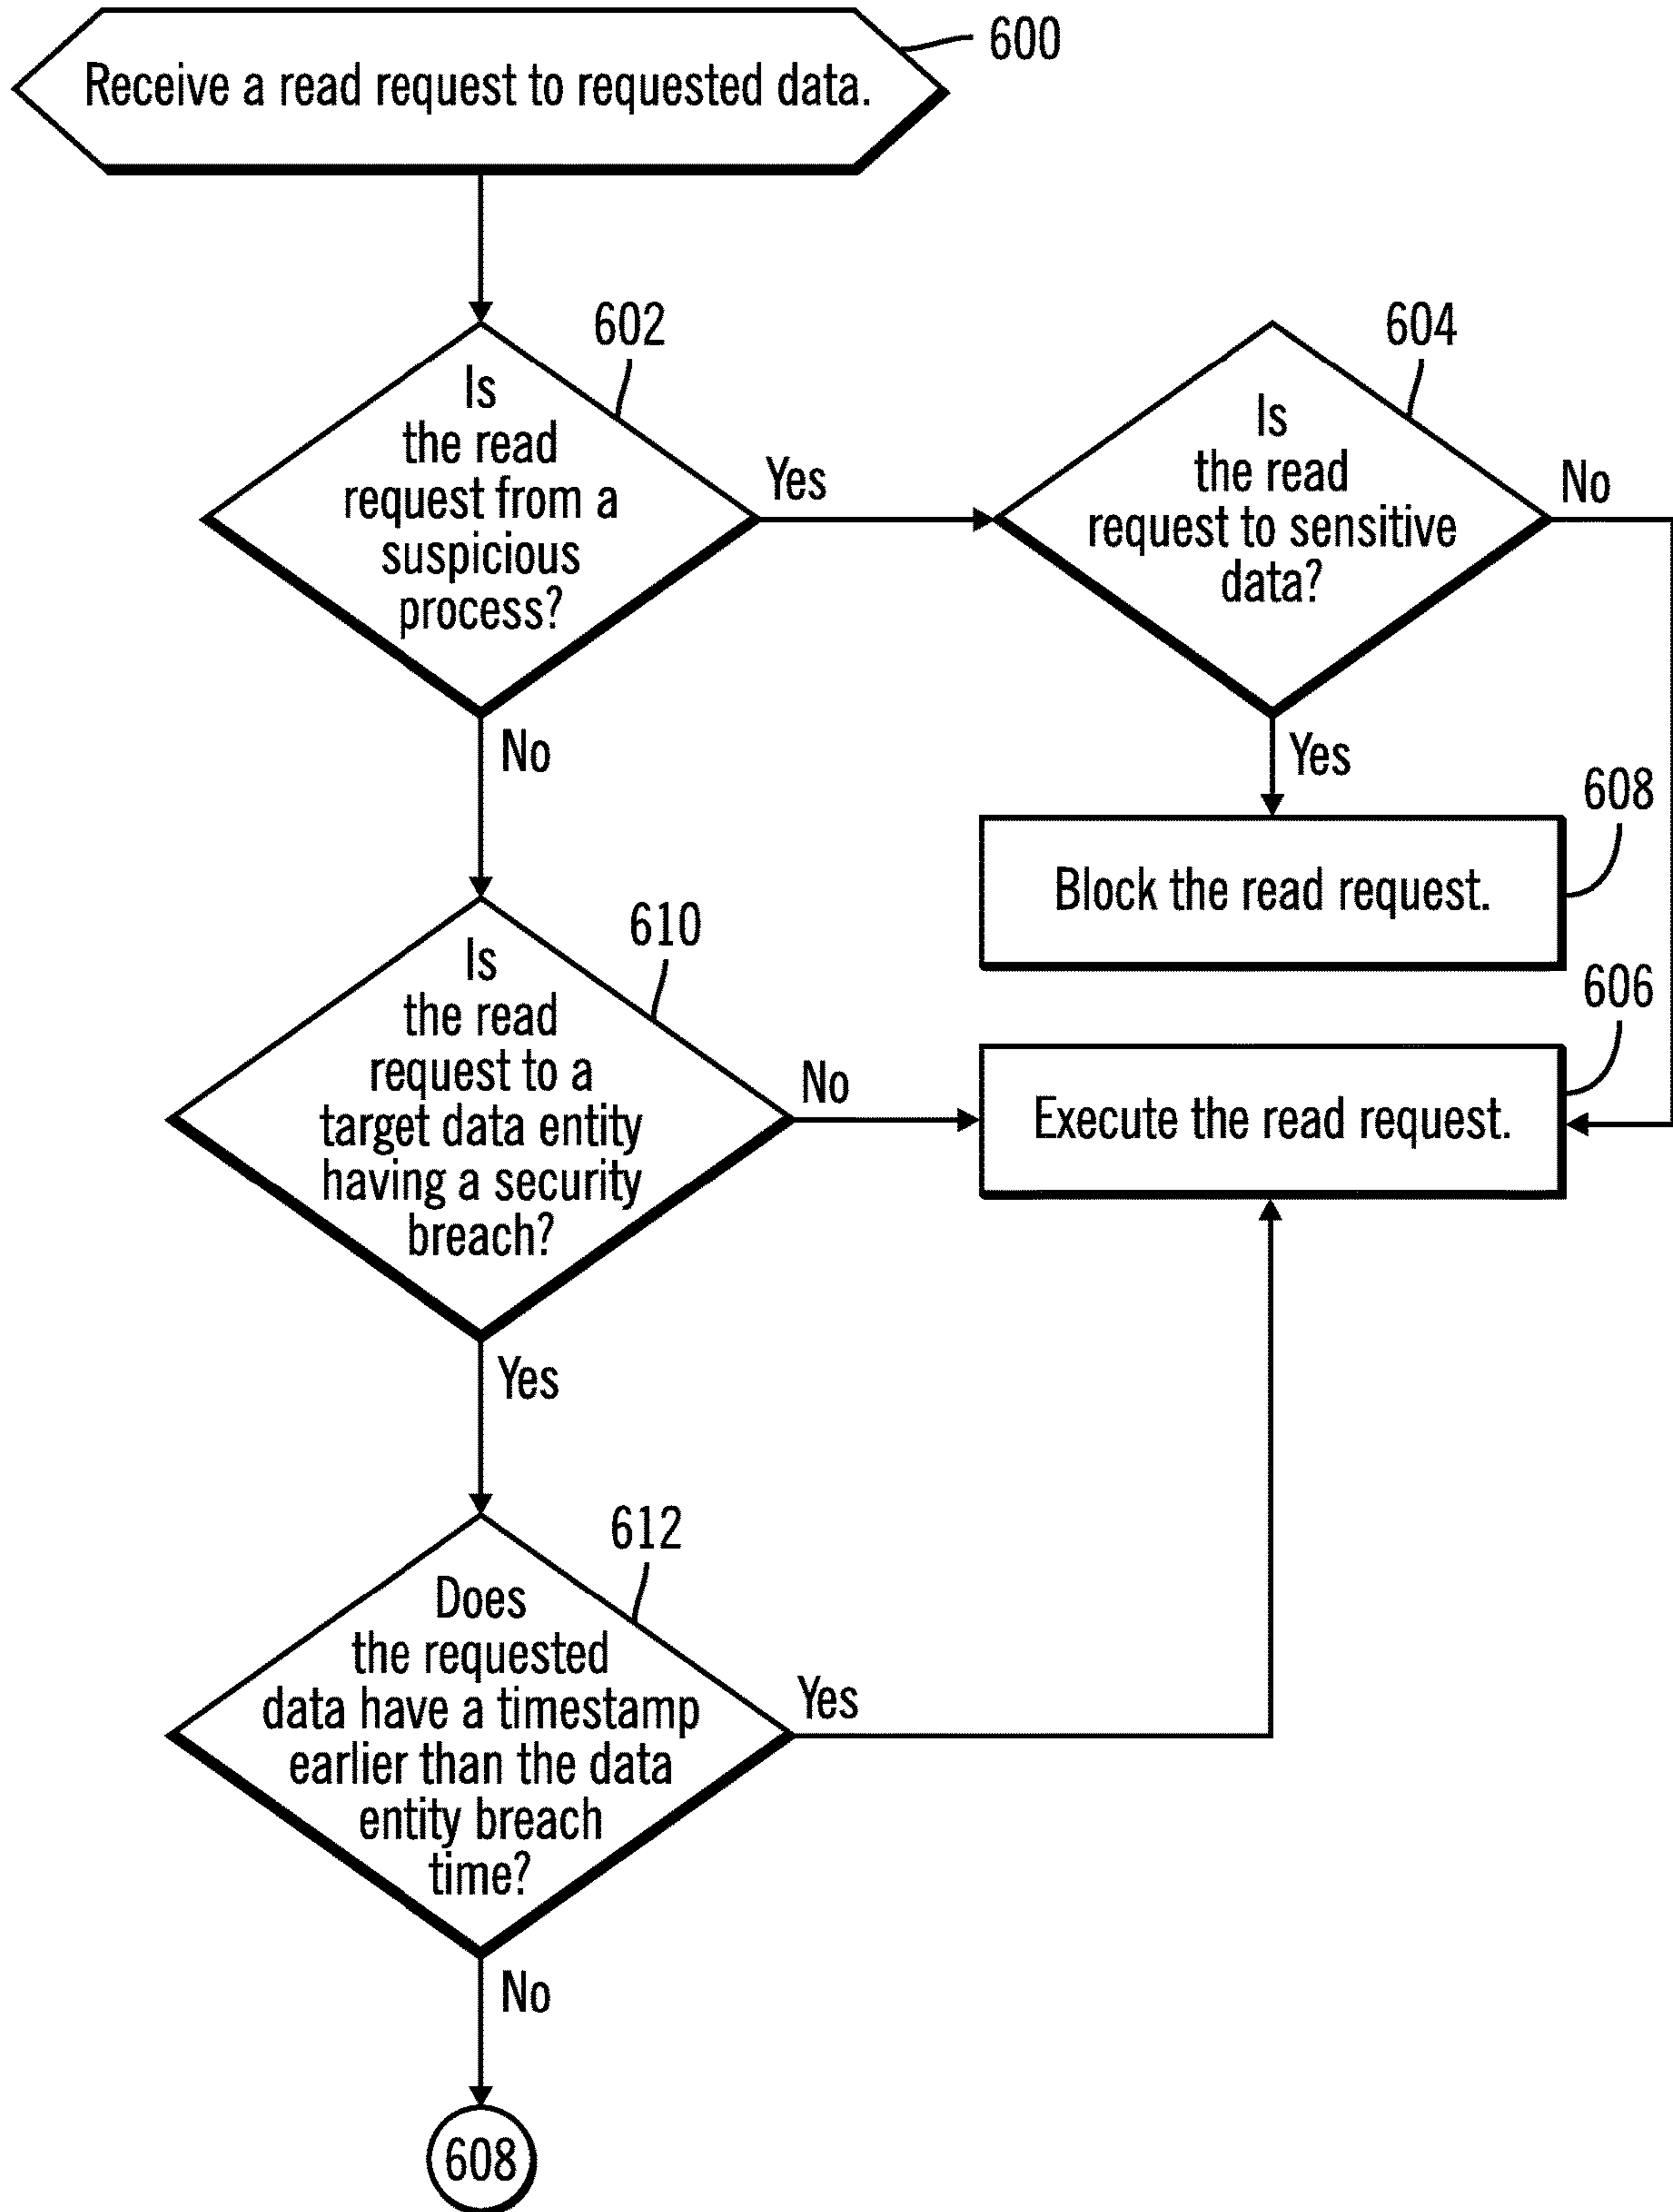 600
Receive a read request to requested data.
602
Is
the read
request from a
suspicious
process?
Yes
No
604
Is
the read
request to sensitive
data?
No
Yes
608
Block the read request.
610
Is
the read
request to a
target data entity
having a security
breach?
No
Yes
606
Execute the read request.
612
Does
the requested
data have a timestamp
earlier than the data
entity breach
time?
Yes
No
608